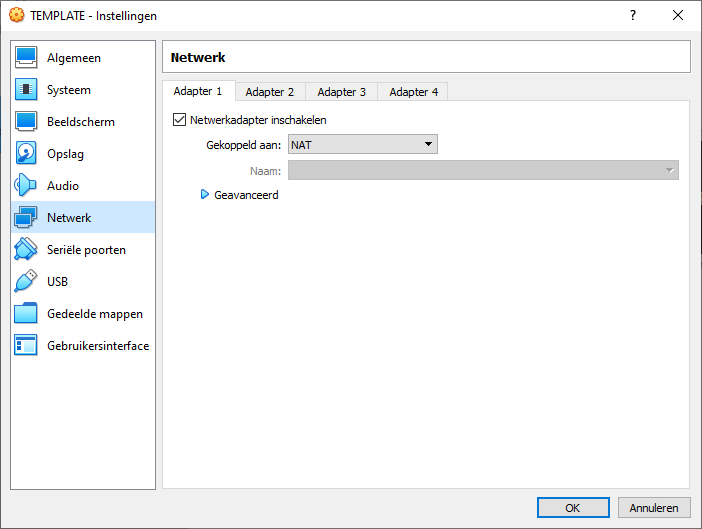 TEMPLATE - Instellingen
?
Algemeen
Systeem
Beeldscherm
Opslag
Audio
Netwerk
Seriële poorten
USB
Gedeelde mappen
Gebruikersinterface
Netwerk
Adapter 1 Adapter 2 Adapter 3 Adapter 4
Netwerkadapter inschakelen
Gekoppeld aan: NAT
Naam:
Geavanceerd
OK Annuleren